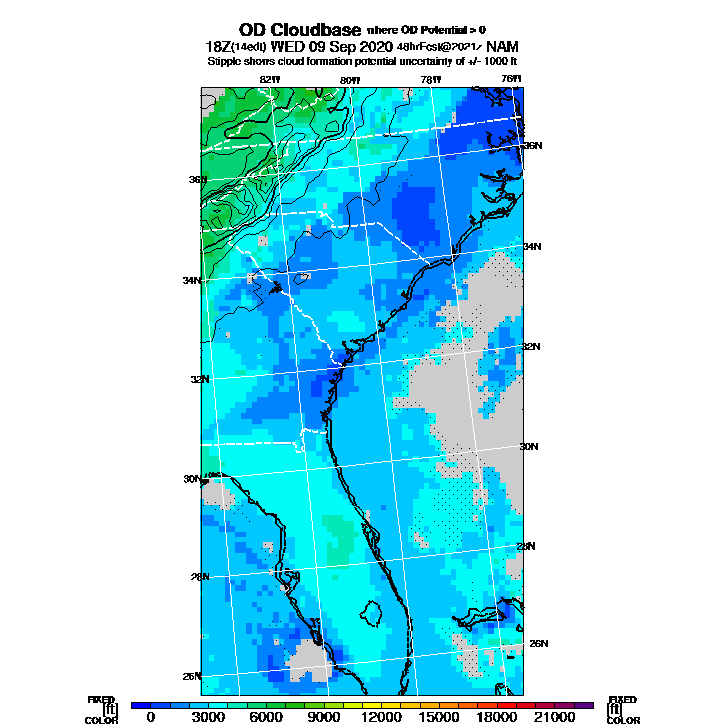 OD Cloudbase where OD Potential > 0
18Z(14edt) WED 09 Sep 2020 48hrFcst@2021z NAM
Stipple shows cloud formation potential uncertainty of +/- 1000 ft
82W 80W 78W 76W
36N
36N
34N
34N
32N
32N
30N
30N
28N
28N
26N
26N
FIXED FIXED
[ft] [ft]
COLOR COLOR
0 3000 6000 9000 12000 15000 18000 21000